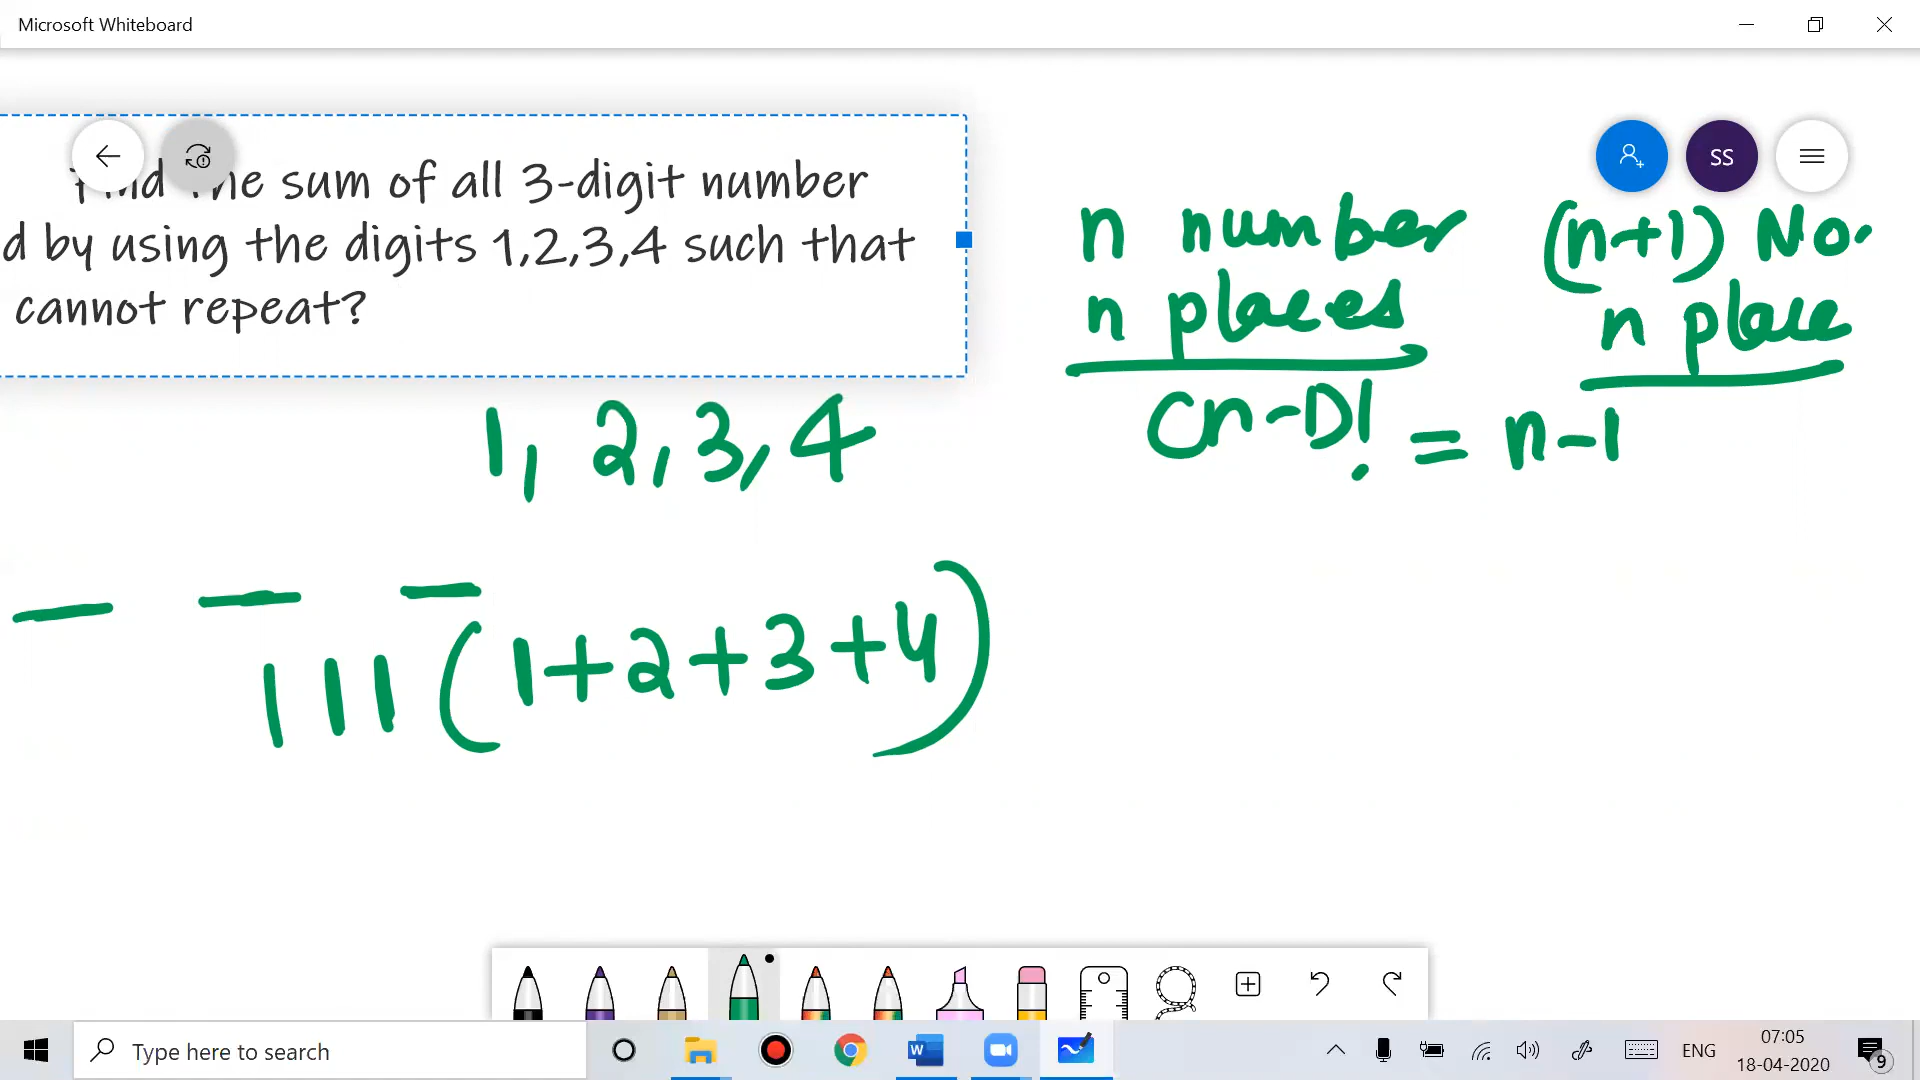 Microsoft Whiteboard
the sum of all 3-digit number
d by using the digits 1,2,3,4 such that
cannot repeat?
SS
n number
n places
(n+1) No.
n place
(n-1)! = n-1
1, 2, 3, 4
111 (1+2+3+4)
Type here to search
ENG
07:05
18-04-2020
9